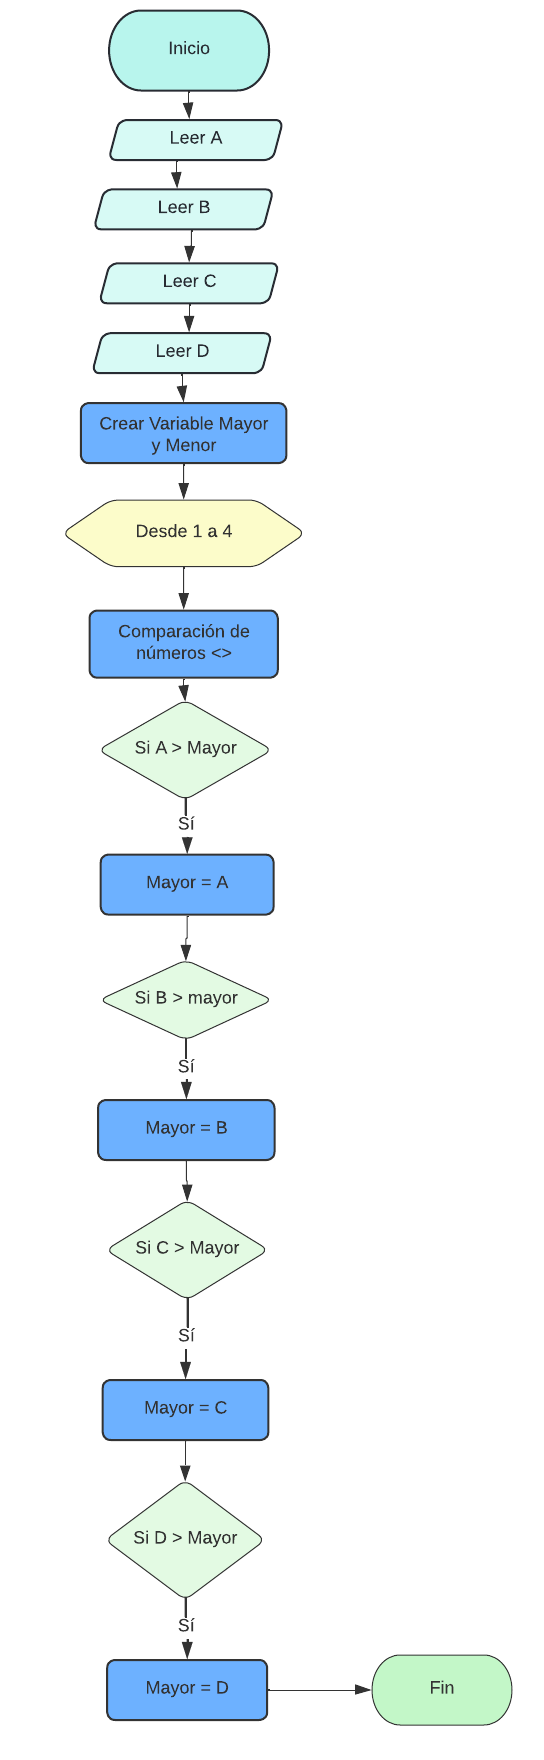 Inicio
Leer A
Leer B
Leer C
Leer D
Crear Variable Mayor
y Menor
Desde 1 a 4
Comparación de
números <>
Si A > Mayor
Sí
Mayor = A
Si B > mayor
Sí
Mayor = B
Si C > Mayor
Sí
Mayor = C
Si D > Mayor
Sí
Mayor = D
Fin